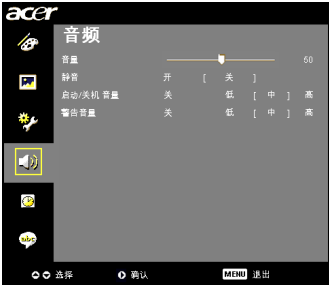 acer
音频
音量 60
静音 开 [ 关 ]
启动/关机 音量 关 低 [ 中 ] 高
警告音量 关 低 [ 中 ] 高
abc
选择 确认 MENU 退出